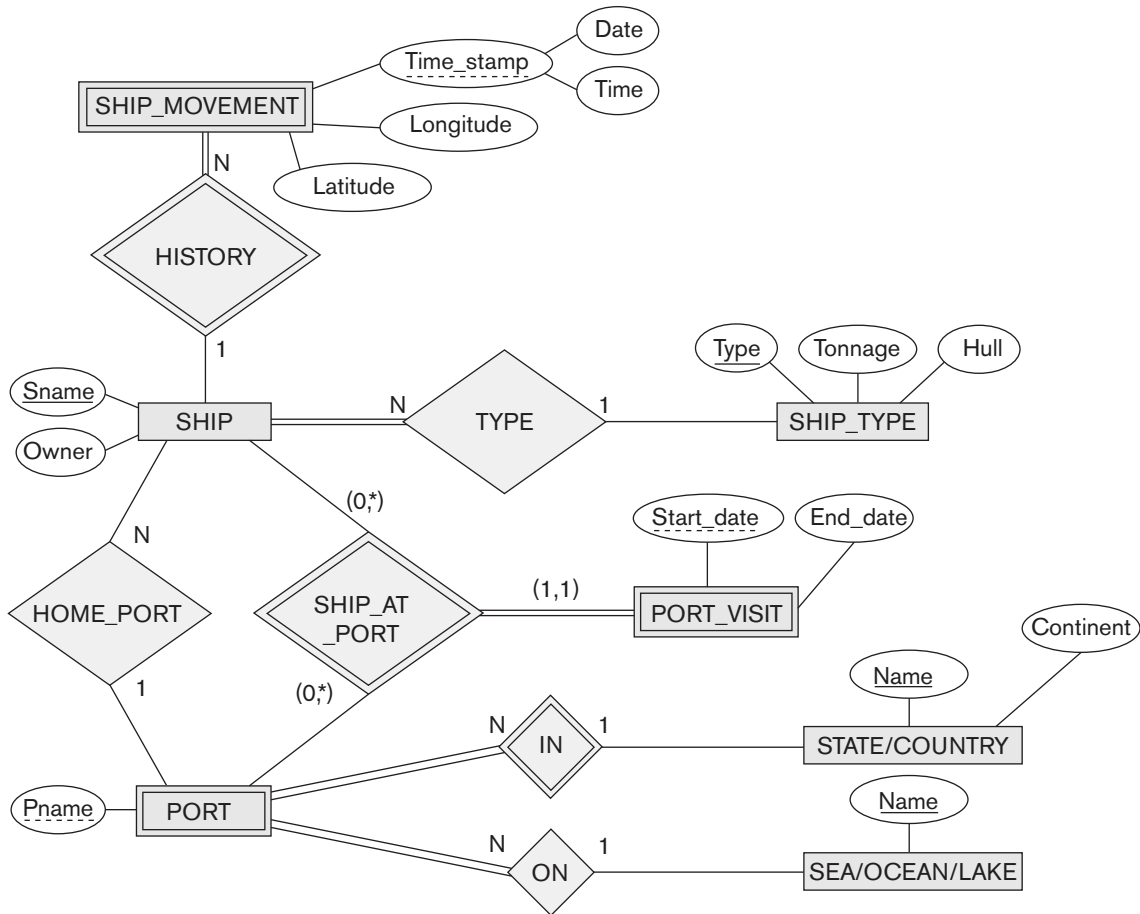 Date
Time_stamp
Time
SHIP_MOVEMENT
Longitude
N
Latitude
HISTORY
1
Type
Tonnage
Hull
Sname
SHIP
N
TYPE
1
SHIP_TYPE
Owner
(0,*)
Start_date
End_date
N
(1,1)
HOME_PORT
SHIP_AT
_PORT
PORT_VISIT
Continent
1
(0,*)
Name
N
IN
1
STATE/COUNTRY
Pname
PORT
Name
N
ON
1
SEA/OCEAN/LAKE